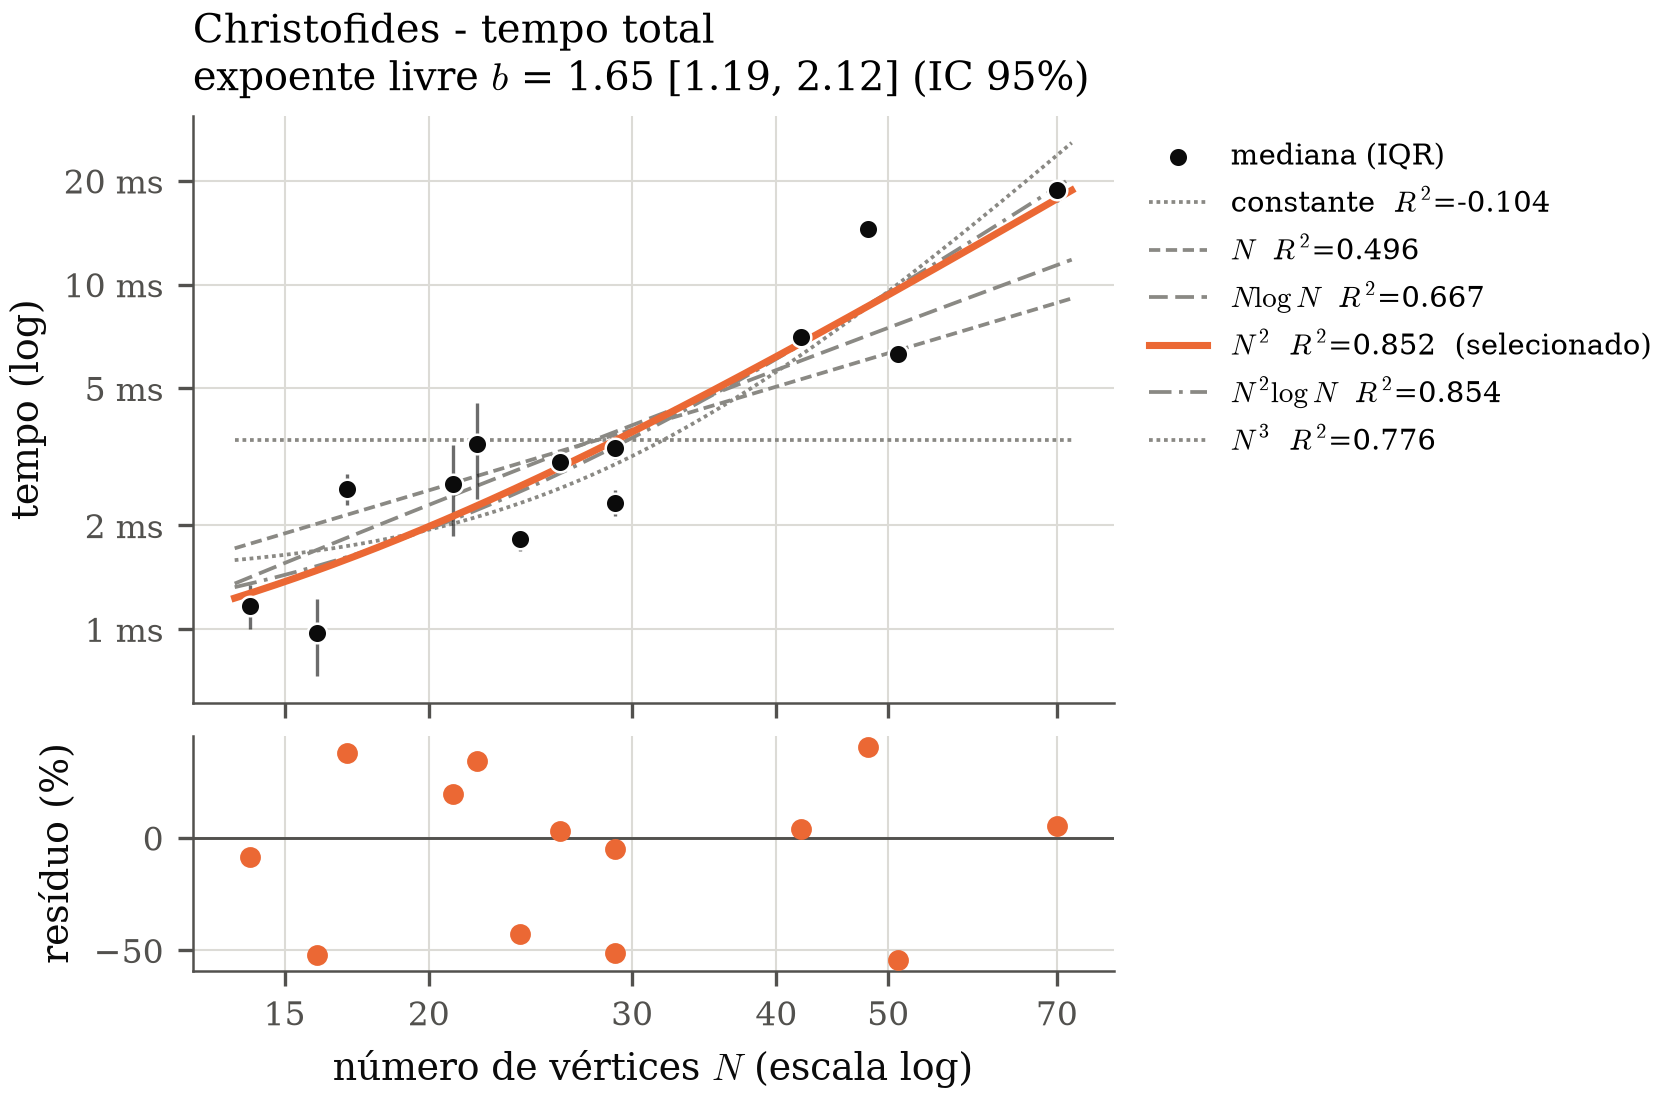 Christofides - tempo total
expoente livre b = 1.65 [1.19, 2.12] (IC 95%)
tempo (log)
20 ms
10 ms
5 ms
2 ms
1 ms
mediana (IQR)
constante R²=-0.104
N R²=0.496
Nlog N R²=0.667
N² R²=0.852 (selecionado)
N²log N R²=0.854
N³ R²=0.776
resíduo (%)
0
−50
15 20 30 40 50 70
número de vértices N (escala log)